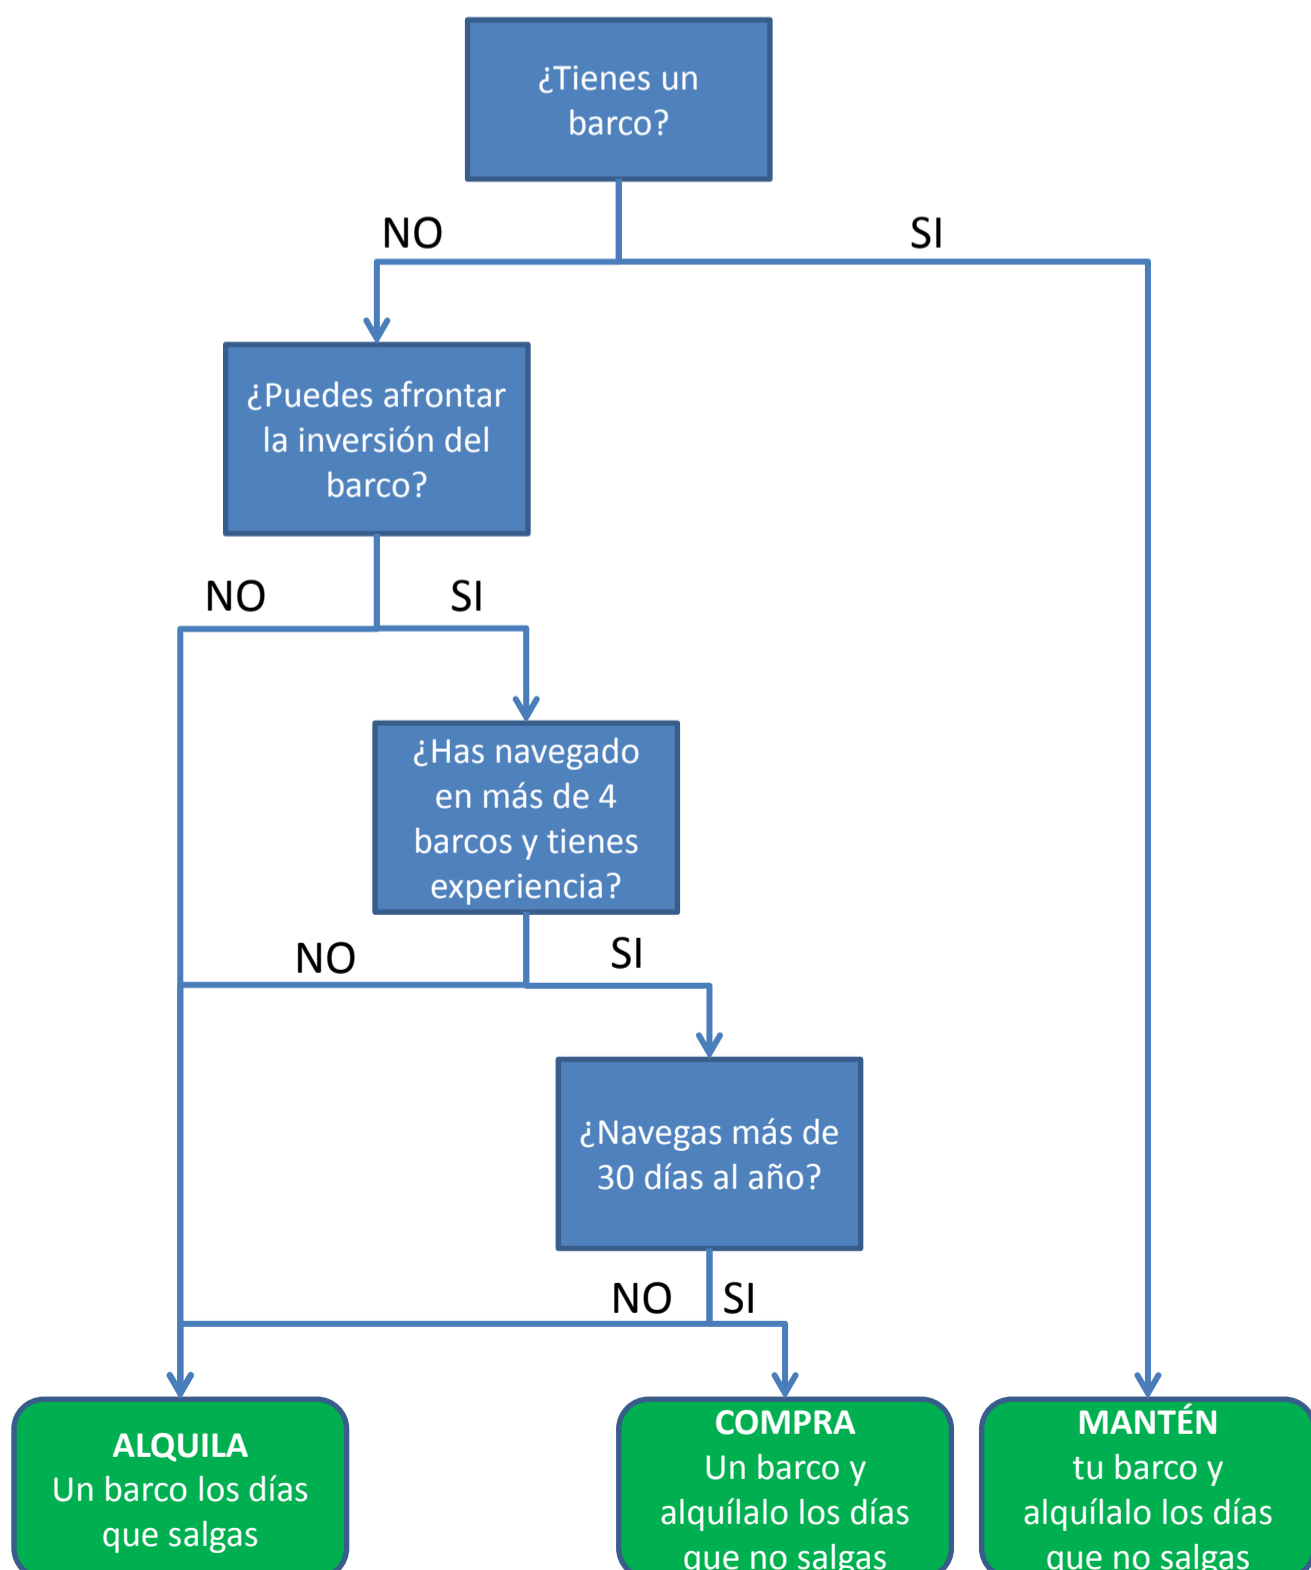 ¿Tienes un
barco?
NO
SI
¿Puedes afrontar
la inversión del
barco?
NO
SI
¿Has navegado
en más de 4
barcos y tienes
experiencia?
NO
SI
¿Navegas más de
30 días al año?
NO
SI
ALQUILA
Un barco los días
que salgas
COMPRA
Un barco y
alquílalo los días
que no salgas
MANTÉN
tu barco y
alquílalo los días
que no salgas